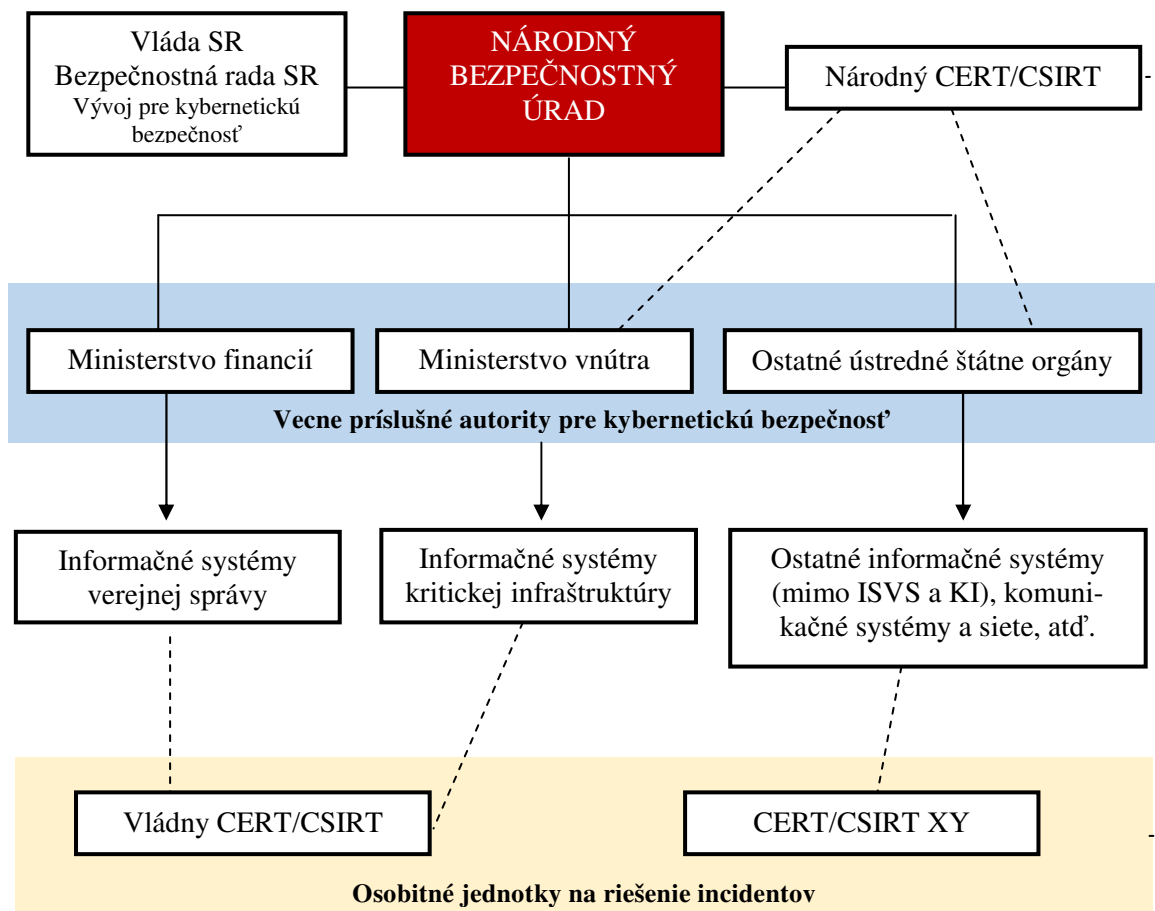 Vláda SR
Bezpečnostná rada SR
Vývoj pre kybernetickú
bezpečnosť
NÁRODNÝ
BEZPEČNOSTNÝ
ÚRAD
Národný CERT/CSIRT
Ministerstvo financií
Ministerstvo vnútra
Ostatné ústredné štátne orgány
Vecne príslušné autority pre kybernetickú bezpečnosť
Informačné systémy
verejnej správy
Informačné systémy
kritickej infraštruktúry
Ostatné informačné systémy
(mimo ISVS a KI), komuni-
kačné systémy a siete, atď.
Vládny CERT/CSIRT
CERT/CSIRT XY
Osobitné jednotky na riešenie incidentov